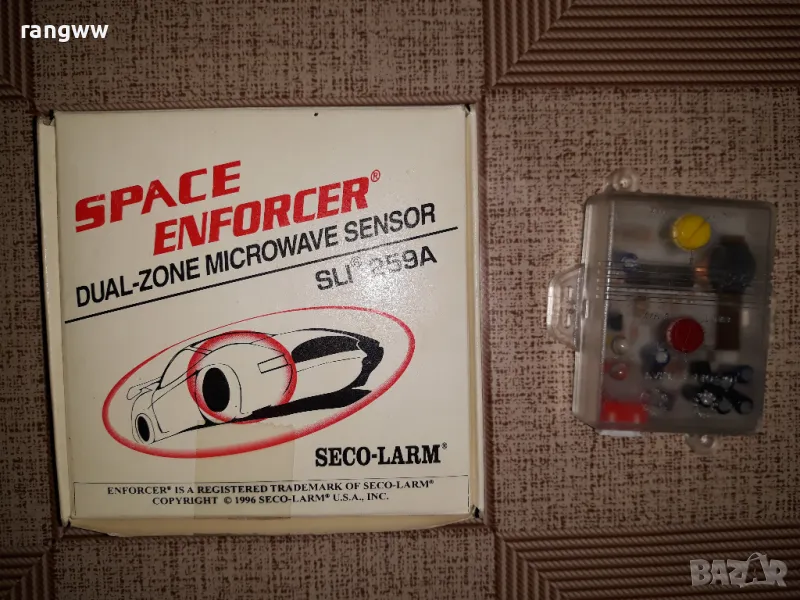 rangww
SPACE
ENFORCER®
DUAL-ZONE MICROWAVE SENSOR
SLI® 259A
SECO-LARM®
ENFORCER® IS A REGISTERED TRADEMARK OF SECO-LARM®
COPYRIGHT © 1996 SECO-LARM® U.S.A., INC.
BAZAR